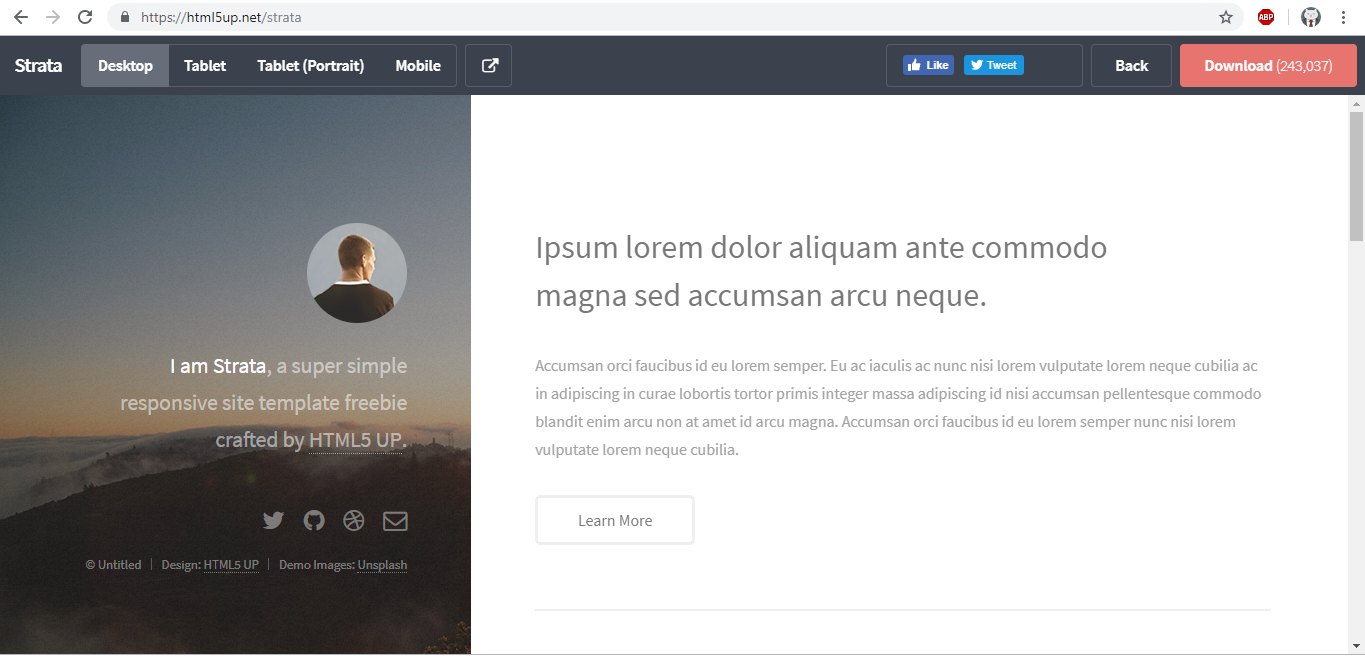 https://html5up.net/strata
ABP
Strata Desktop Tablet Tablet (Portrait) Mobile Like Tweet Back Download (243,037)
I am Strata, a super simple
responsive site template freebie
crafted by HTML5 UP.
© Untitled Design: HTML5 UP Demo Images: Unsplash
Ipsum lorem dolor aliquam ante commodo
magna sed accumsan arcu neque.
Accumsan orci faucibus id eu lorem semper. Eu ac iaculis ac nunc nisi lorem vulputate lorem neque cubilia ac
in adipiscing in curae lobortis tortor primis integer massa adipiscing id nisi accumsan pellentesque commodo
blandit enim arcu non at amet id arcu magna. Accumsan orci faucibus id eu lorem semper nunc nisi lorem
vulputate lorem neque cubilia.
Learn More